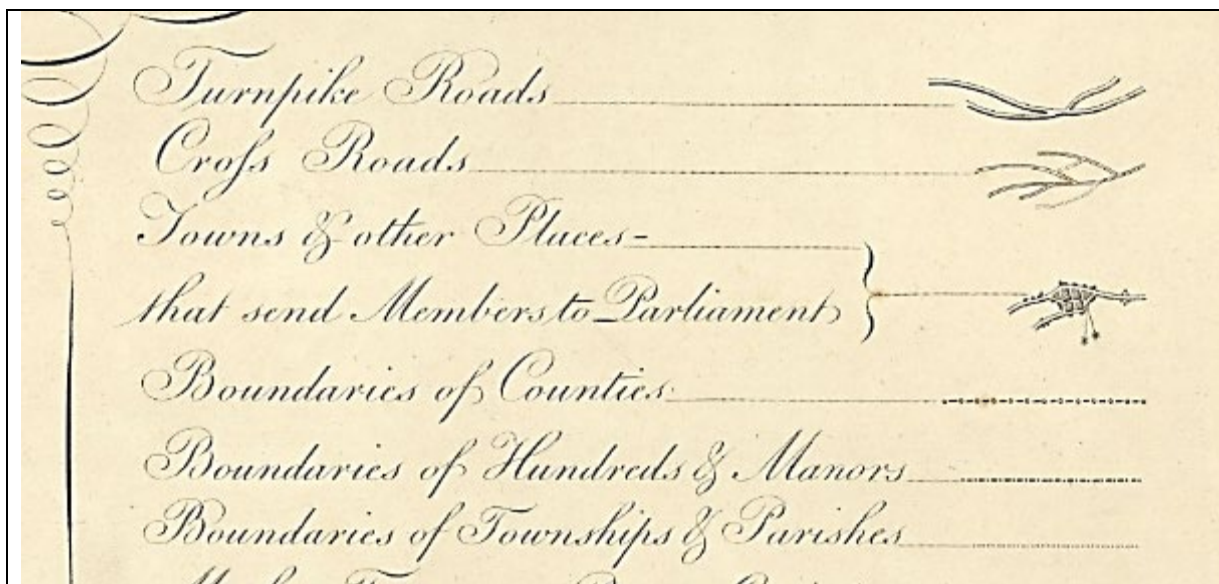 Turnpike Roads
Croſs Roads
Towns & other Places-
that send Members to Parliament
Boundaries of Counties
Boundaries of Hundreds & Manors
Boundaries of Townships & Parishes